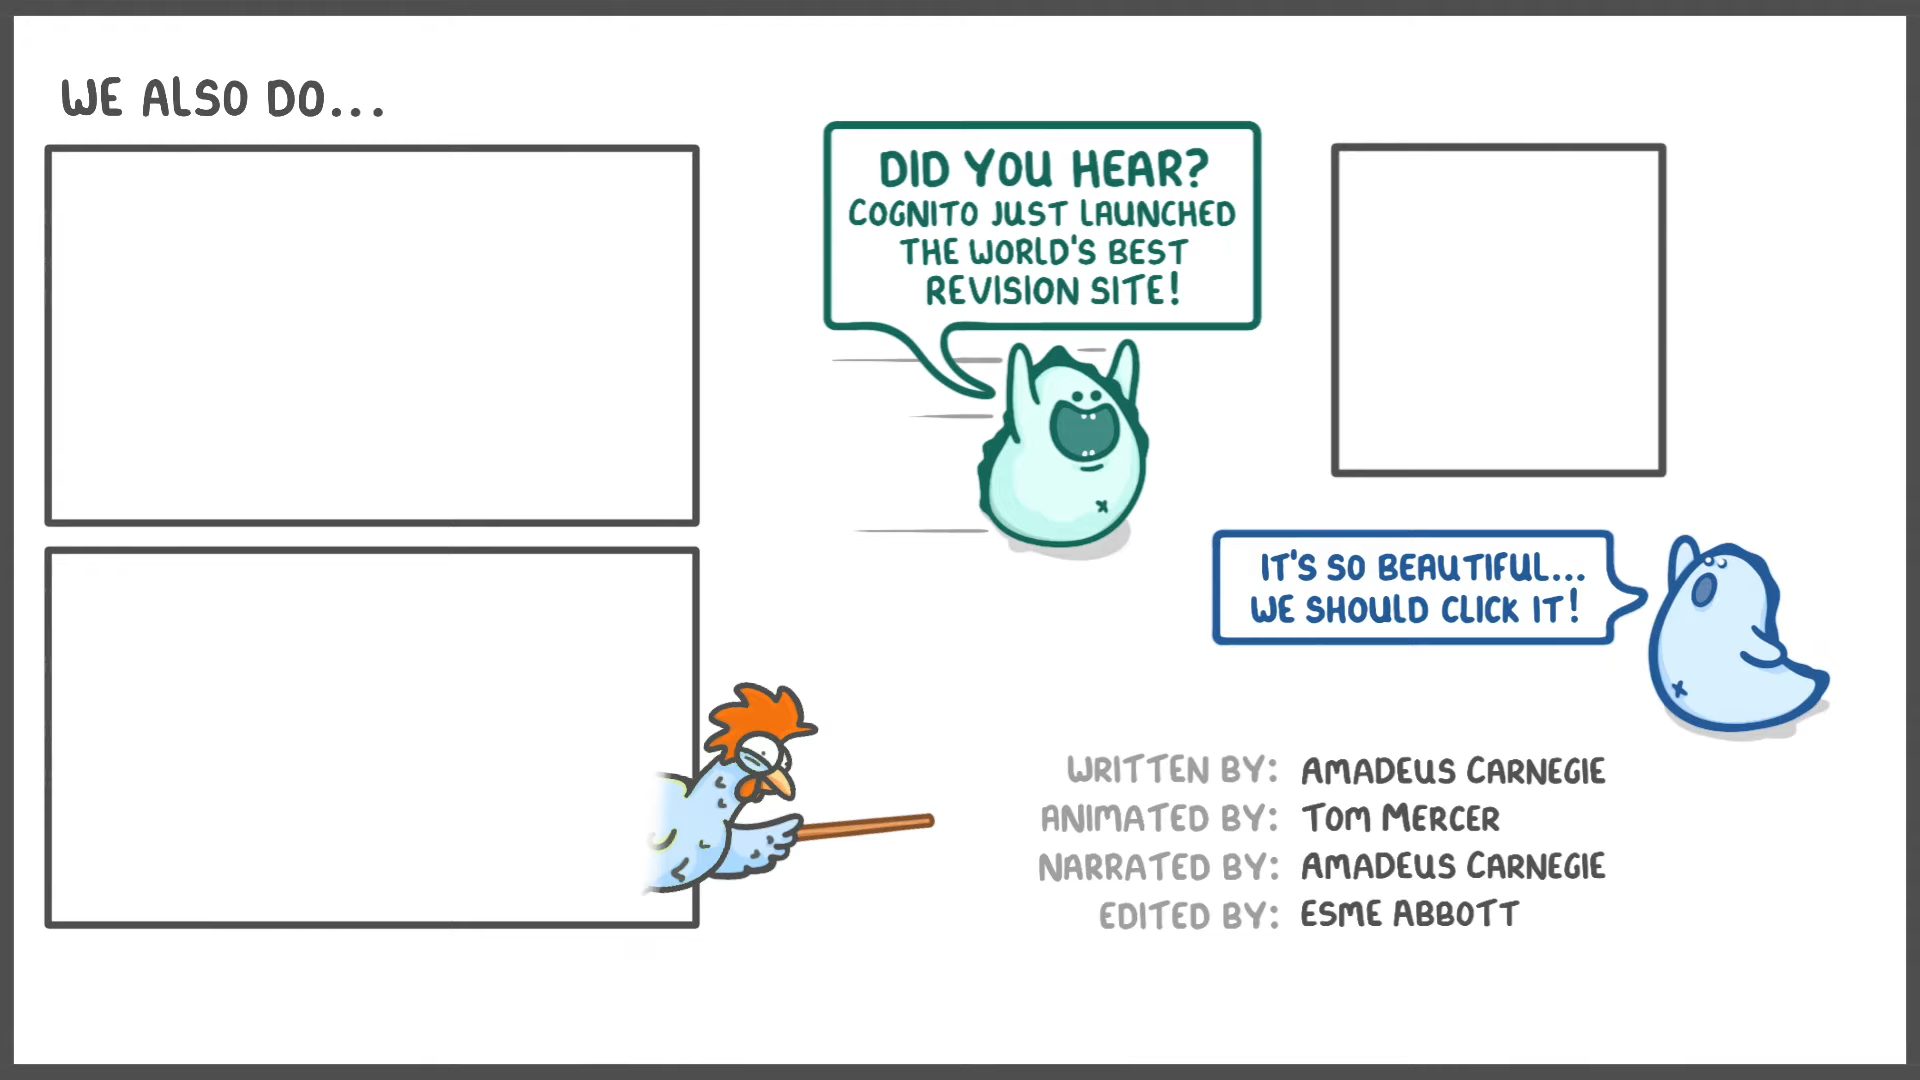 WE ALSO DO...
DID YOU HEAR?
COGNITO JUST LAUNCHED
THE WORLD'S BEST
REVISION SITE!
IT'S SO BEAUTIFUL...
WE SHOULD CLICK IT!
WRITTEN BY: AMADEUS CARNEGIE
ANIMATED BY: TOM MERCER
NARRATED BY: AMADEUS CARNEGIE
EDITED BY: ESME ABBOTT